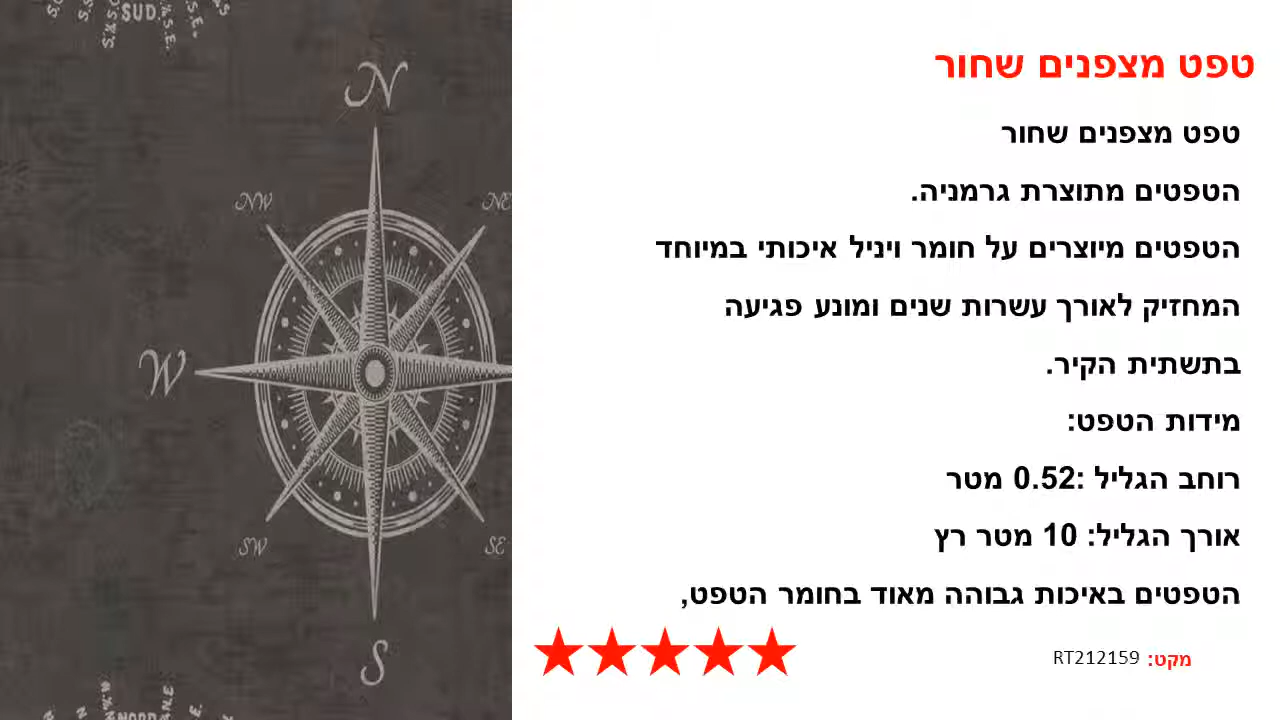 טפט מצפנים שחור
טפט מצפנים שחור
הטפטים מתוצרת גרמניה.
הטפטים מיוצרים על חומר ויניל איכותי במיוחד
המחזיק לאורך עשרות שנים ומונע פגיעה
בתשתית הקיר.
מידות הטפט:
רוחב הגליל :0.52 מטר
אורך הגליל: 10 מטר רץ
הטפטים באיכות גבוהה מאוד בחומר הטפט,
מקט: RT212159
SUD.
N
NW
NE
W
SW
SE
S